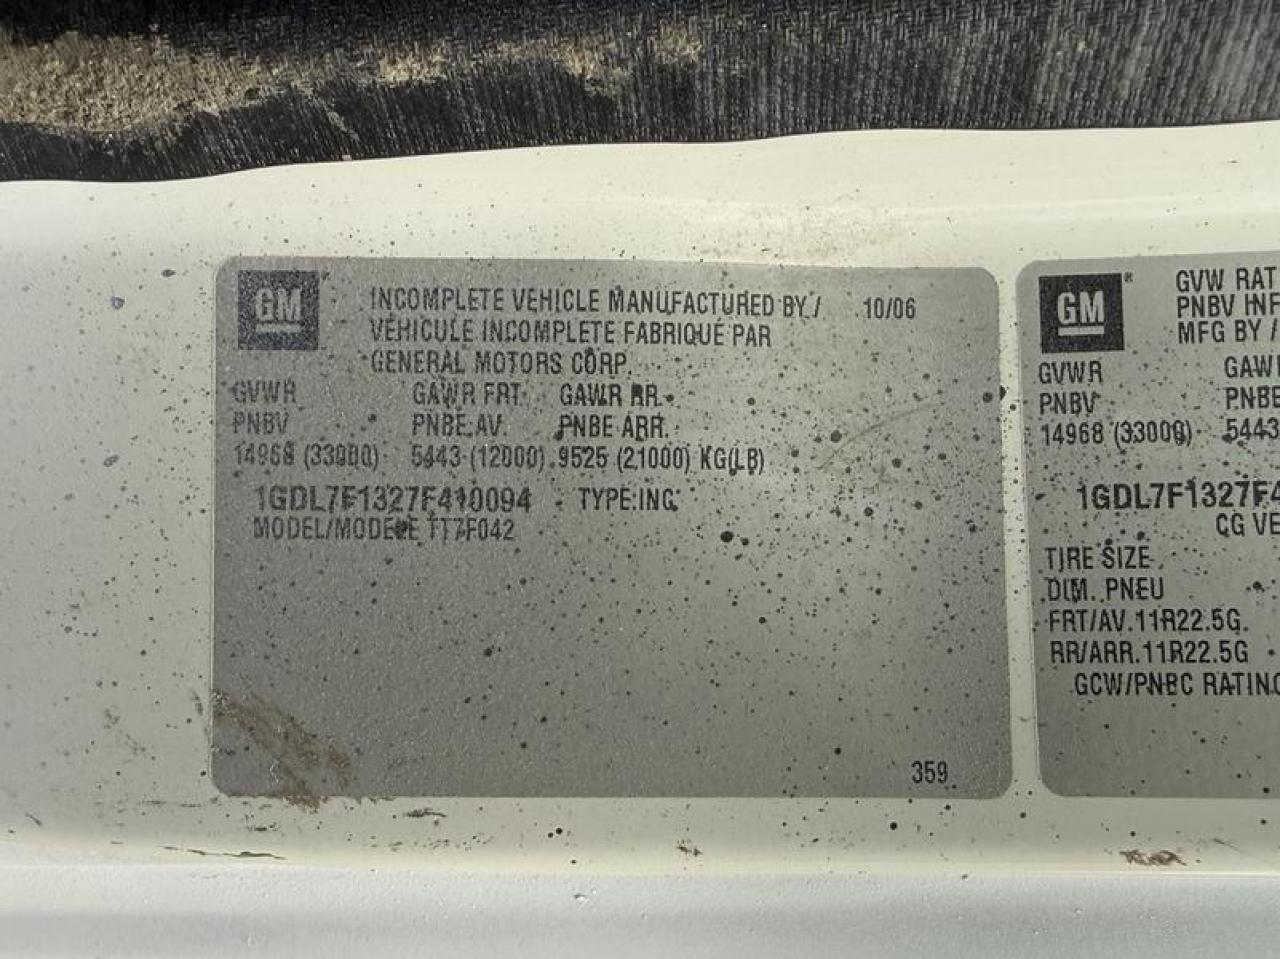 GM ®
INCOMPLETE VEHICLE MANUFACTURED BY / 10/06
VÉHICULE INCOMPLETE FABRIQUÉ PAR
GENERAL MOTORS CORP.
GVWR GAWR FRT. GAWR RR.
PNBV PNBE AV. PNBE ARR.
14968 (33000) 5443 (12000) 9525 (21000) KG(LB)
1GDL7F1327F410094 TYPE:INC
MODEL/MODELE TT7F042
359
GM ®
GVW RAT
PNBV INF
MFG BY /
GVWR GAWR
PNBV PNBE
14968 (33000) 5443
1GDL7F1327F4
CG VE
TIRE SIZE
DIM. PNEU
FRT/AV.11R22.5G
RR/ARR.11R22.5G
GCW/PNBC RATING